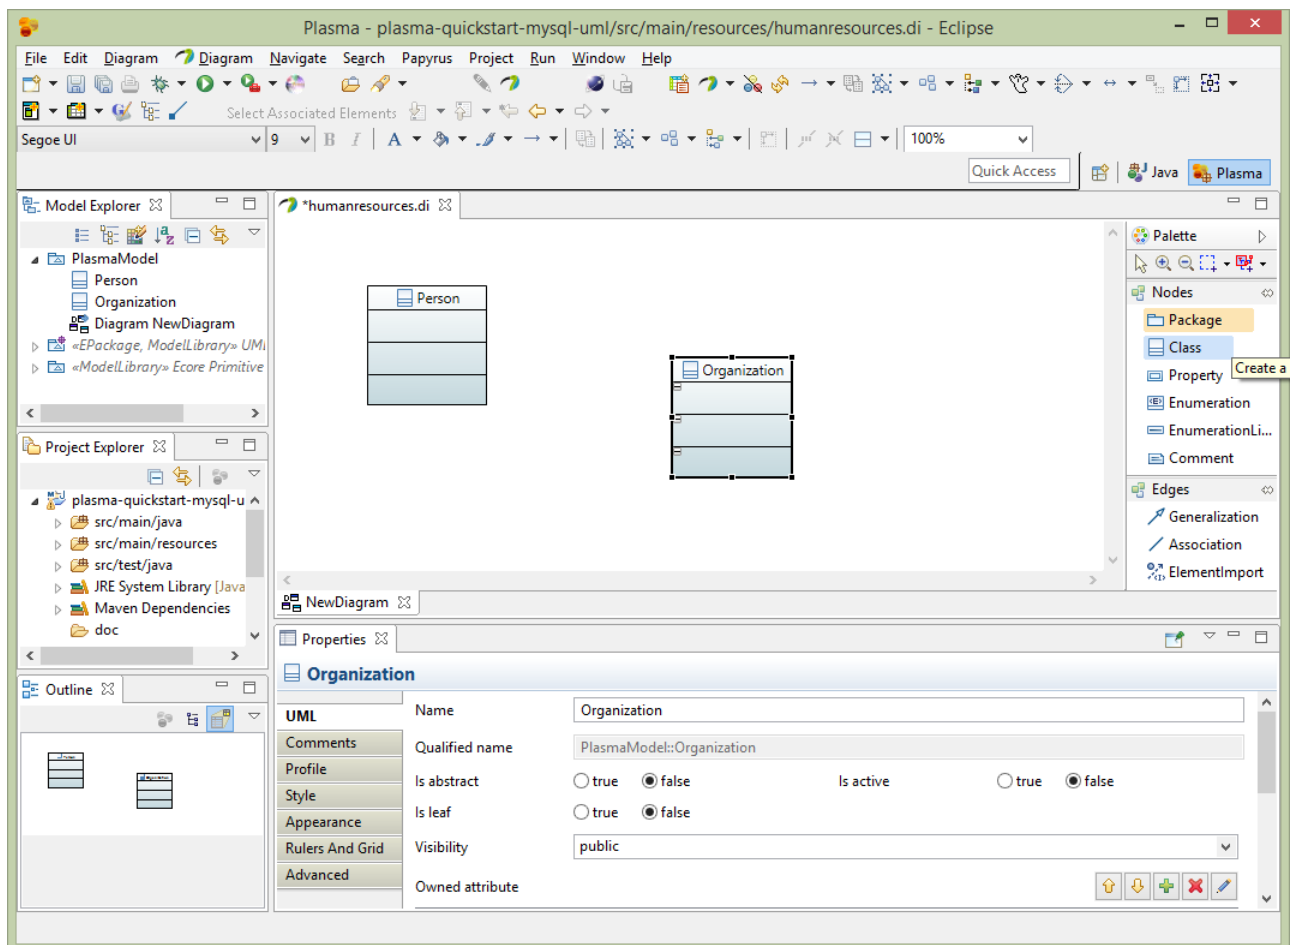 Plasma - plasma-quickstart-mysql-uml/src/main/resources/humanresources.di - Eclipse
File Edit Diagram Diagram Navigate Search Papyrus Project Run Window Help
Select Associated Elements
Segoe UI 9 B I A 100%
Quick Access Java Plasma
Model Explorer
PlasmaModel
Person
Organization
Diagram NewDiagram
«EPackage, ModelLibrary» UML
«ModelLibrary» Ecore Primitive
Project Explorer
plasma-quickstart-mysql-u
src/main/java
src/main/resources
src/test/java
JRE System Library [Java
Maven Dependencies
doc
Outline
*humanresources.di
Person
Organization
NewDiagram
Palette
Nodes
Package
Class
Create a
Property
Enumeration
EnumerationLi...
Comment
Edges
Generalization
Association
ElementImport
Properties
Organization
UML
Comments
Profile
Style
Appearance
Rulers And Grid
Advanced
Name Organization
Qualified name PlasmaModel::Organization
Is abstract true false Is active true false
Is leaf true false
Visibility public
Owned attribute